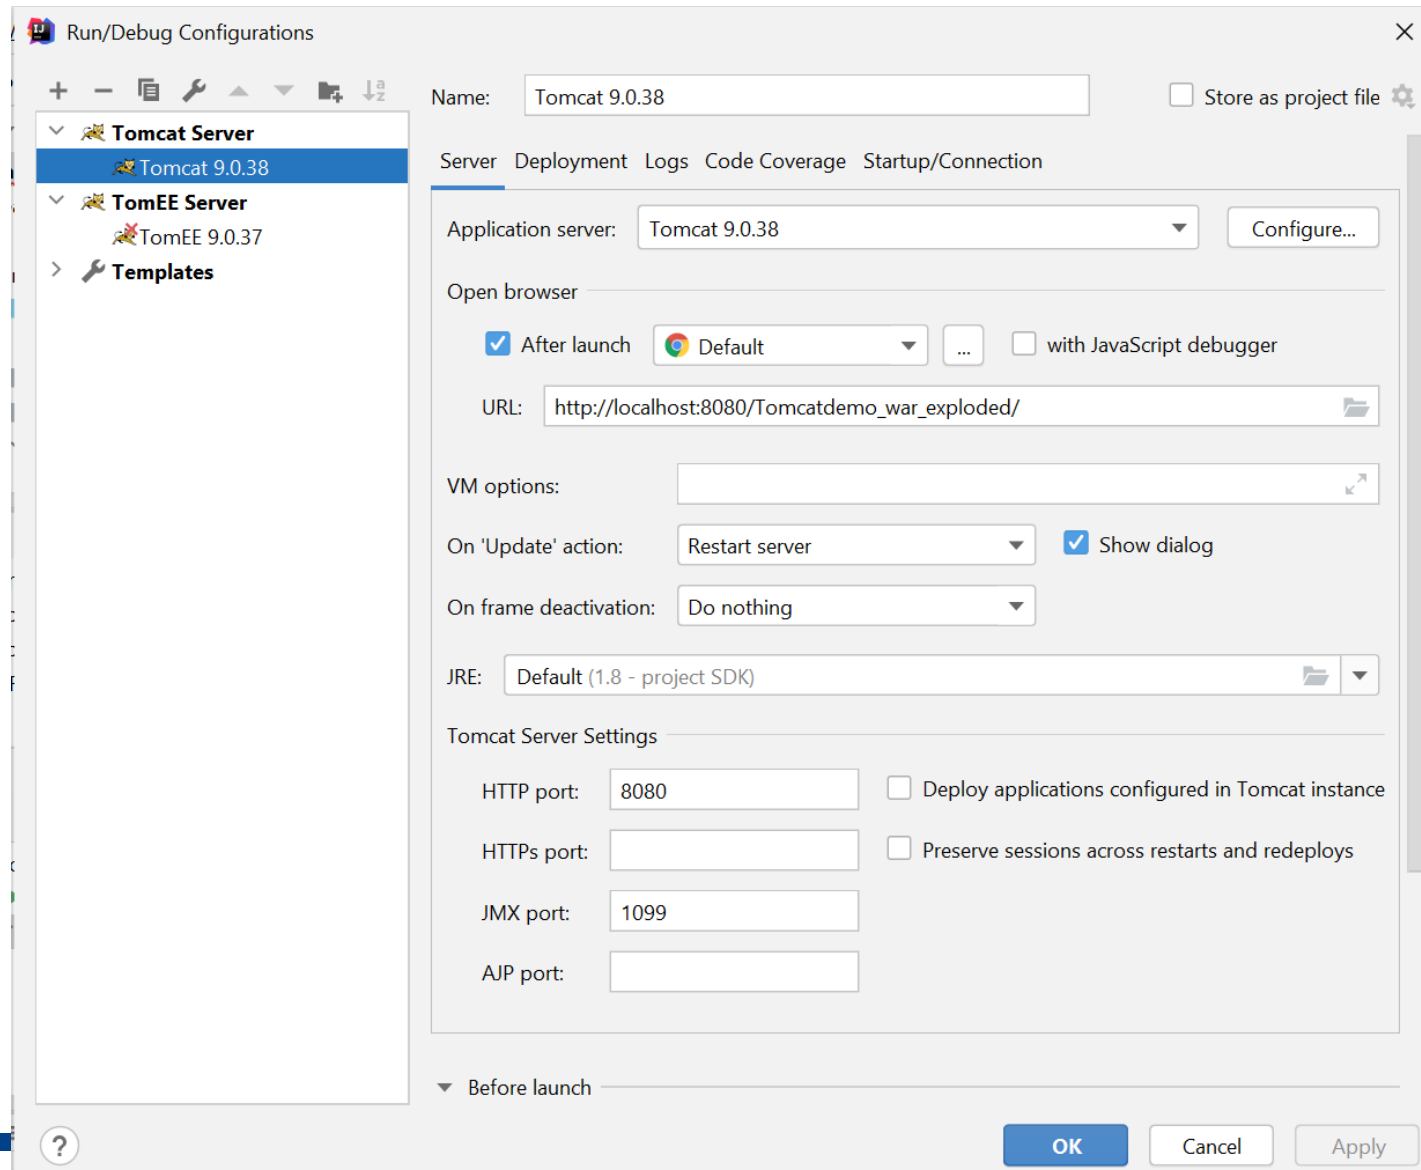 Run/Debug Configurations
Name: Tomcat 9.0.38 Store as project file
Tomcat Server
Tomcat 9.0.38
TomEE Server
TomEE 9.0.37
Templates
Server Deployment Logs Code Coverage Startup/Connection
Application server: Tomcat 9.0.38 Configure...
Open browser
After launch Default ... with JavaScript debugger
URL: http://localhost:8080/Tomcatdemo_war_exploded/
VM options:
On 'Update' action: Restart server Show dialog
On frame deactivation: Do nothing
JRE: Default (1.8 - project SDK)
Tomcat Server Settings
HTTP port: 8080 Deploy applications configured in Tomcat instance
HTTPs port: Preserve sessions across restarts and redeploys
JMX port: 1099
AJP port:
Before launch
? OK Cancel Apply